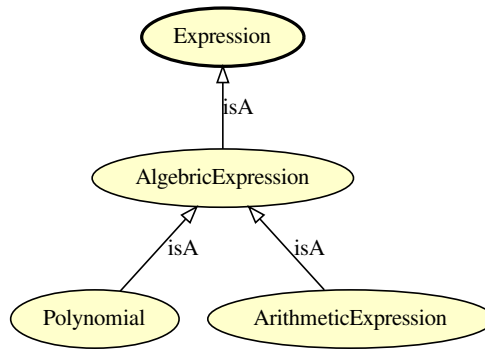 Expression
isA
AlgebricExpression
isA
isA
Polynomial
ArithmeticExpression